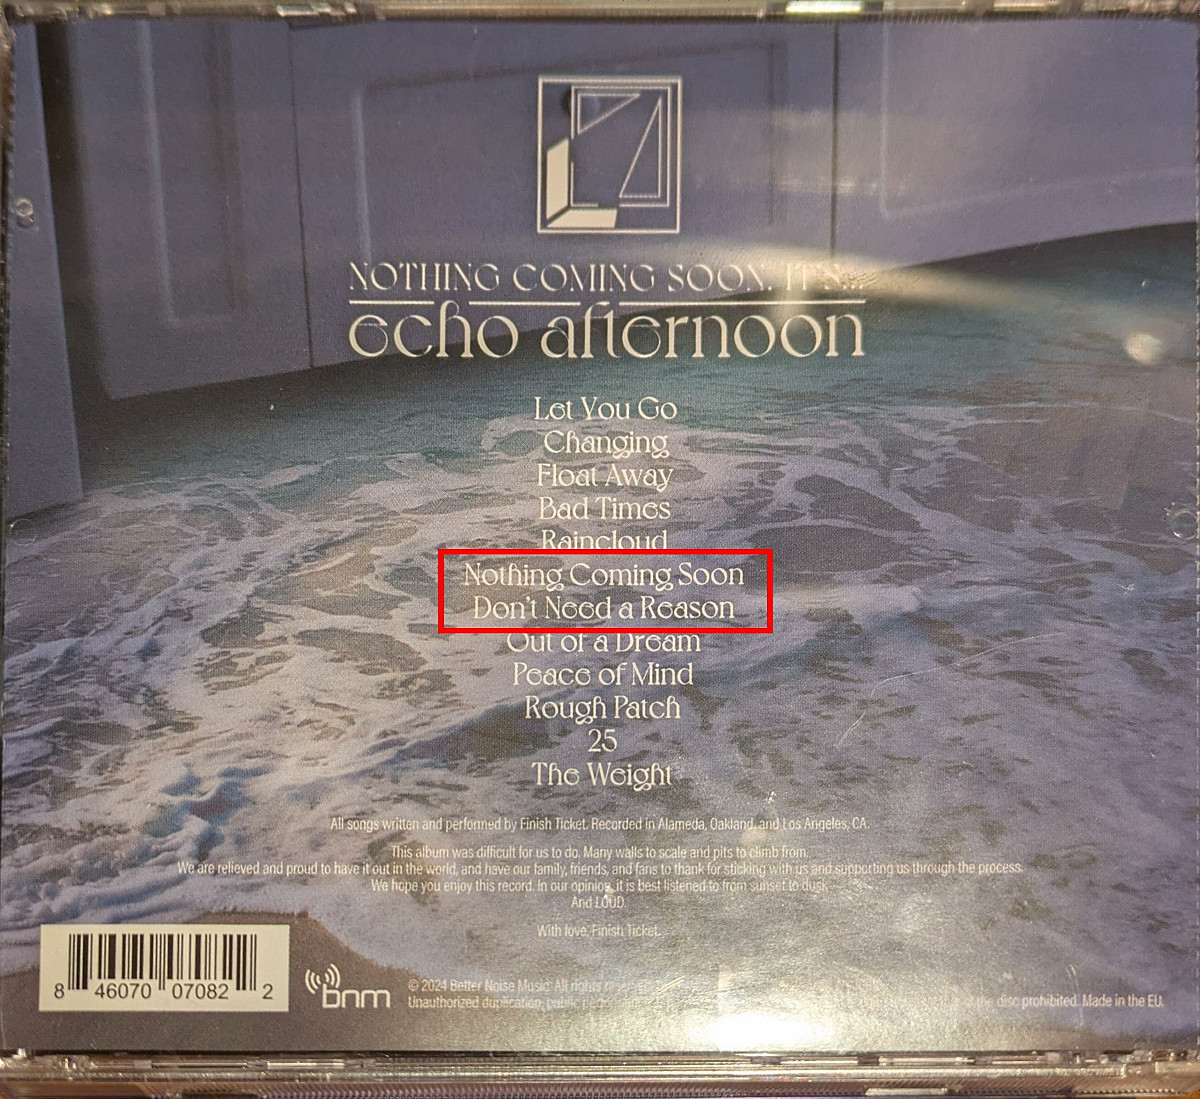 NOTHING COMING SOON. IT'S...
echo afternoon
Let You Go
Changing
Float Away
Bad Times
Raincloud
Nothing Coming Soon
Don't Need a Reason
Out of a Dream
Peace of Mind
Rough Patch
25
The Weight
All songs written and performed by Finish Ticket. Recorded in Alameda, Oakland, and Los Angeles, CA.
This album was difficult for us to do. Many walls to scale and pits to climb from.
We are relieved and proud to have it out in the world, and have our family, friends, and fans to thank for sticking with us and supporting us through the process.
We hope you enjoy this record. In our opinion, it is best listened to from sunset to dusk.
And LOUD.
With love, Finish Ticket.
8 46070 07082 2
bnm
© 2024 Better Noise Music. All rights
Unauthorized duplication, public of the disc prohibited. Made in the EU.